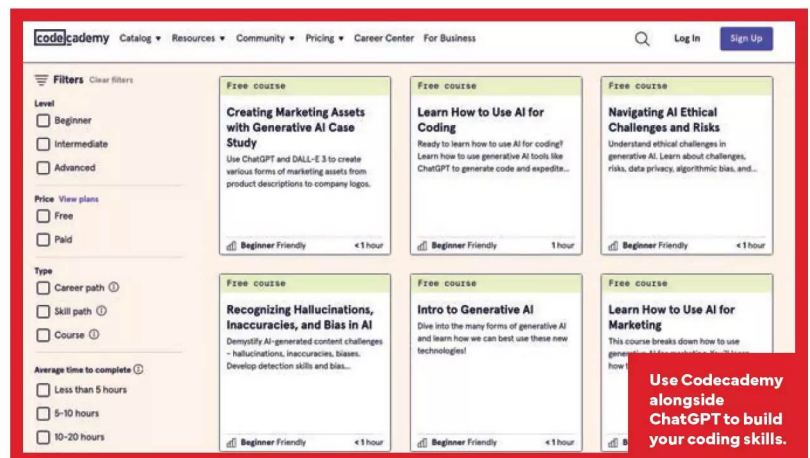 codecademy Catalog Resources Community Pricing Career Center For Business Log In Sign Up
Filters Clear filters
Level
Beginner
Intermediate
Advanced
Price View plans
Free
Paid
Type
Career path
Skill path
Course
Average time to complete
Less than 5 hours
5-10 hours
10-20 hours
Free course
Creating Marketing Assets
with Generative AI Case
Study
Use ChatGPT and DALL-E 3 to create
various forms of marketing assets from
product descriptions to company logos.
Beginner Friendly <1 hour
Free course
Learn How to Use AI for
Coding
Ready to learn how to use AI for coding?
Learn how to use generative AI tools like
ChatGPT to generate code and expedite...
Beginner Friendly 1 hour
Free course
Navigating AI Ethical
Challenges and Risks
Understand ethical challenges in
generative AI. Learn about challenges,
risks, data privacy, algorithmic bias, and...
Beginner Friendly <1 hour
Free course
Recognizing Hallucinations,
Inaccuracies, and Bias in AI
Demystify AI-generated content challenges
– hallucinations, inaccuracies, biases.
Develop detection skills and bias...
Beginner Friendly <1 hour
Free course
Intro to Generative AI
Dive into the many forms of generative AI
and learn how we can best use these new
technologies!
Beginner Friendly <1 hour
Free course
Learn How to Use AI for
Marketing
This course breaks down how to use
how
B
Use Codecademy
alongside
ChatGPT to build
your coding skills.